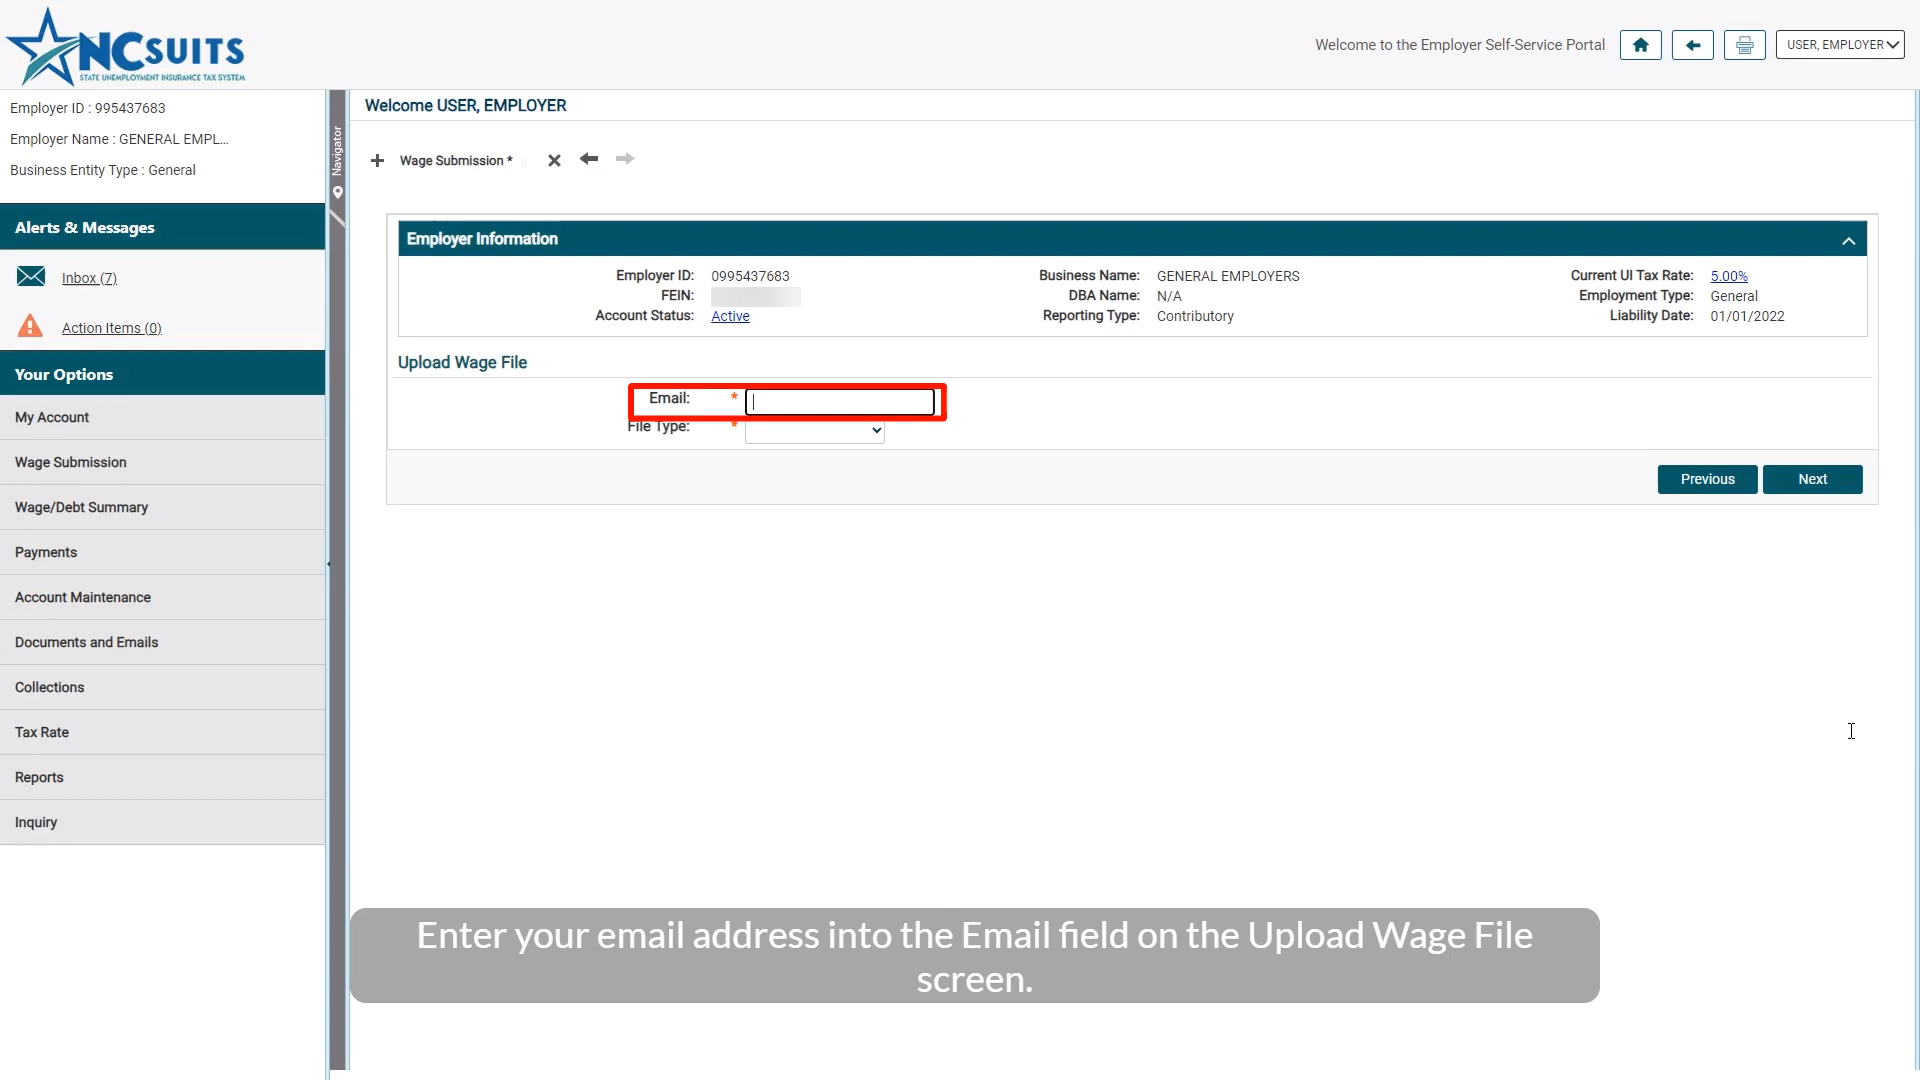 NCSUITS
STATE UNEMPLOYMENT INSURANCE TAX SYSTEM
Welcome to the Employer Self-Service Portal
USER, EMPLOYER
Employer ID : 995437683
Employer Name : GENERAL EMPL...
Business Entity Type : General
Alerts & Messages
Inbox (7)
Action Items (0)
Your Options
My Account
Wage Submission
Wage/Debt Summary
Payments
Account Maintenance
Documents and Emails
Collections
Tax Rate
Reports
Inquiry
Navigator
Welcome USER, EMPLOYER
Wage Submission *
Employer Information
Employer ID: 0995437683 Business Name: GENERAL EMPLOYERS Current UI Tax Rate: 5.00%
FEIN: DBA Name: N/A Employment Type: General
Account Status: Active Reporting Type: Contributory Liability Date: 01/01/2022
Upload Wage File
Email: *
File Type: *
Previous Next
Enter your email address into the Email field on the Upload Wage File
screen.